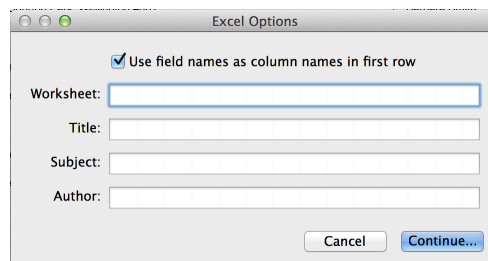 Excel Options
Use field names as column names in first row
Worksheet:
Title:
Subject:
Author:
Cancel Continue...